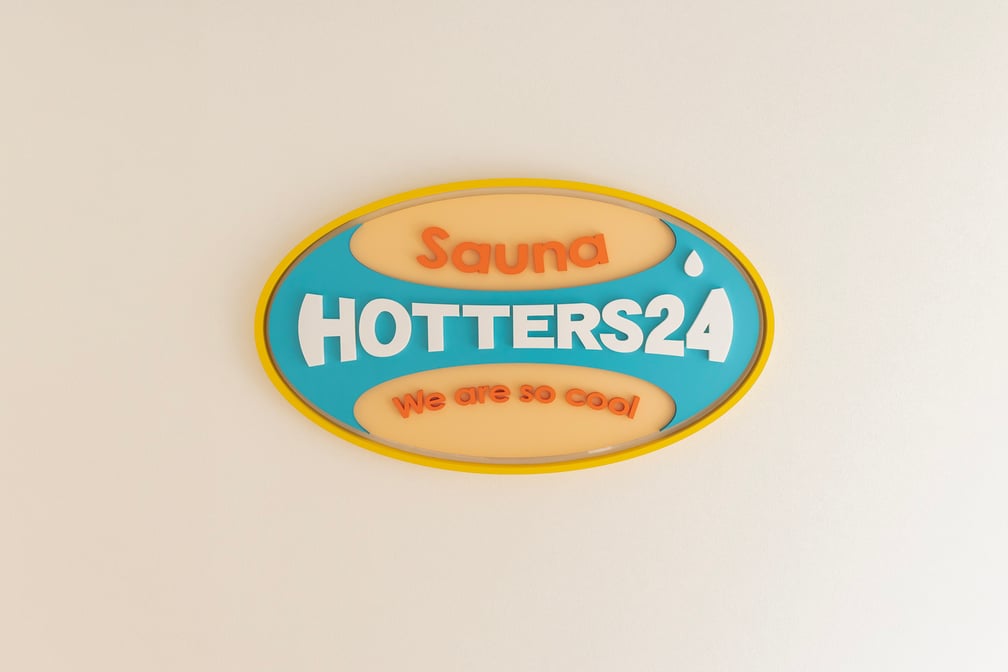 Sauna
HOTTERS24
We are so cool